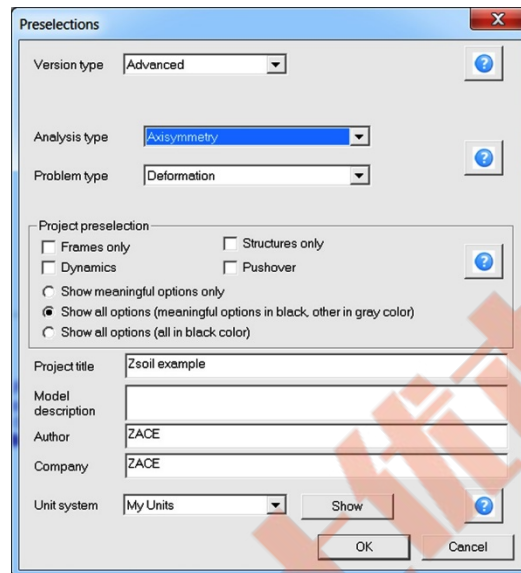 Preselections
Version type Advanced
Analysis type Axisymmetry
Problem type Deformation
Project preselection
Frames only Structures only
Dynamics Pushover
Show meaningful options only
Show all options (meaningful options in black, other in gray color)
Show all options (all in black color)
Project title Zsoil example
Model
description
Author ZACE
Company ZACE
Unit system My Units Show
OK Cancel